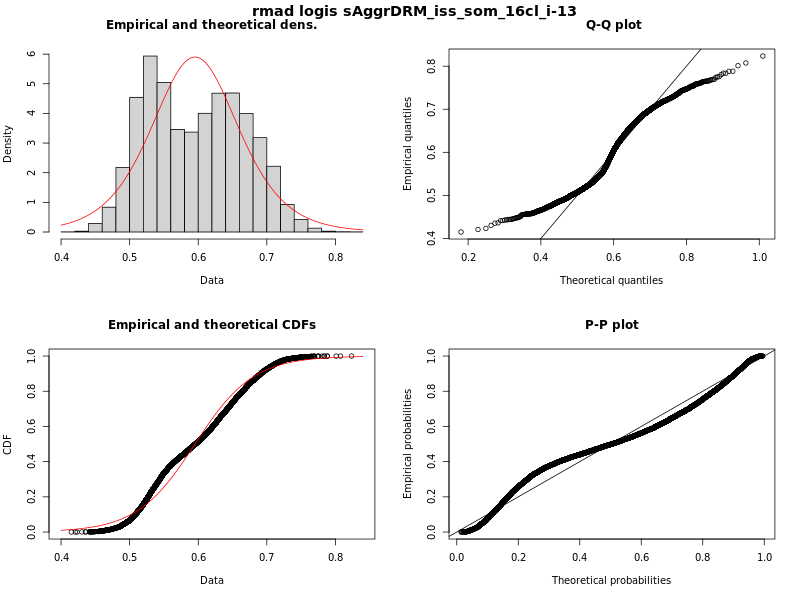 rmad logis sAggrDRM_iss_som_16cl_i-13
Empirical and theoretical dens.
Density
0 1 2 3 4 5 6
0.4 0.5 0.6 0.7 0.8
Data
Q-Q plot
Empirical quantiles
0.4 0.5 0.6 0.7 0.8
0.2 0.4 0.6 0.8 1.0
Theoretical quantiles
Empirical and theoretical CDFs
CDF
0.0 0.2 0.4 0.6 0.8 1.0
0.4 0.5 0.6 0.7 0.8
Data
P-P plot
Empirical probabilities
0.0 0.2 0.4 0.6 0.8 1.0
0.0 0.2 0.4 0.6 0.8 1.0
Theoretical probabilities